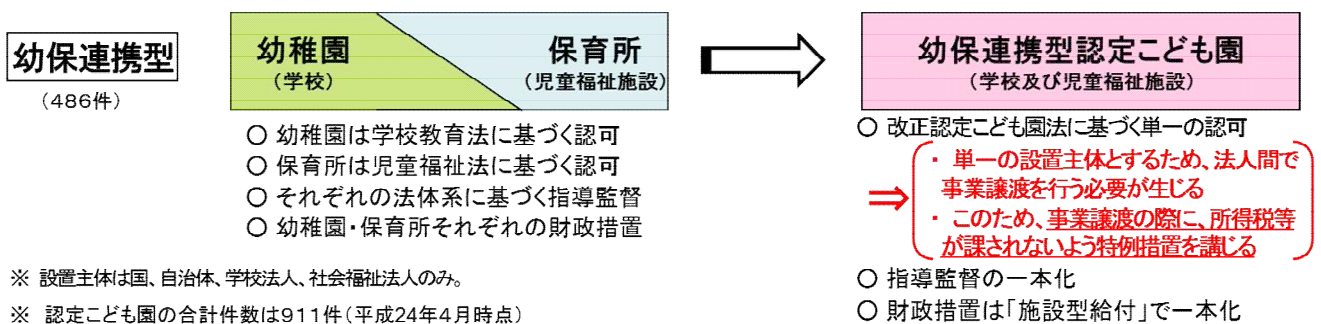 幼保連携型
（486件）
幼稚園
（学校）
保育所
（児童福祉施設）
○ 幼稚園は学校教育法に基づく認可
○ 保育所は児童福祉法に基づく認可
○ それぞれの法体系に基づく指導監督
○ 幼稚園・保育所それぞれの財政措置
※ 設置主体は国、自治体、学校法人、社会福祉法人のみ。
※ 認定こども園の合計件数は911件（平成24年4月時点）
幼保連携型認定こども園
（学校及び児童福祉施設）
○ 改正認定こども園法に基づく単一の認可
・ 単一の設置主体とするため、法人間で
事業譲渡を行う必要が生じる
・ このため、事業譲渡の際に、所得税等
が課されないよう特例措置を講じる
○ 指導監督の一本化
○ 財政措置は「施設型給付」で一本化